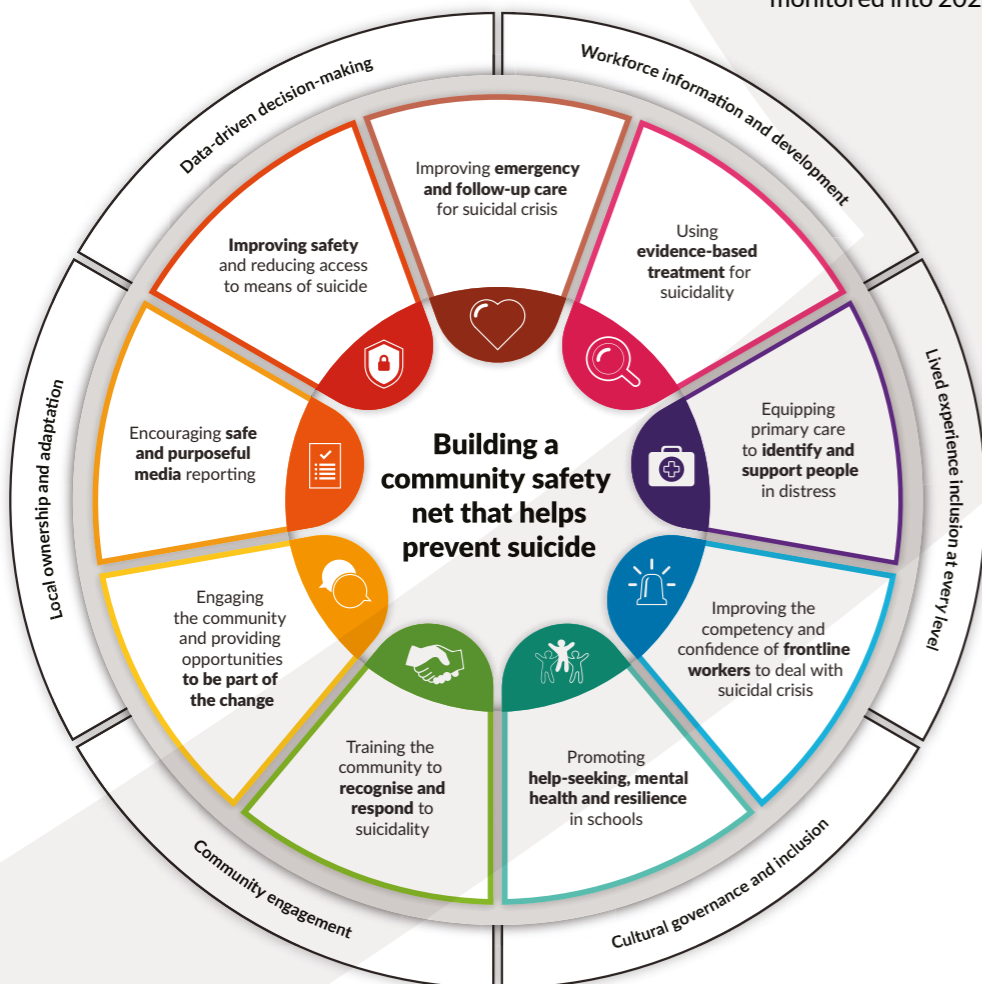 monitored into 202
Data-driven decision-making
Workforce information and development
Lived experience inclusion at every level
Cultural governance and inclusion
Community engagement
Local ownership and adaptation
Improving emergency
and follow-up care
for suicidal crisis
Using
evidence-based
treatment for
suicidality
Equipping
primary care
to identify and
support people
in distress
Improving the
competency and
confidence of frontline
workers to deal with
suicidal crisis
Promoting
help-seeking, mental
health and resilience
in schools
Training the
community to
recognise and
respond to
suicidality
Engaging
the community
and providing
opportunities
to be part of
the change
Encouraging safe
and purposeful
media reporting
Improving safety
and reducing access
to means of suicide
Building a
community safety
net that helps
prevent suicide